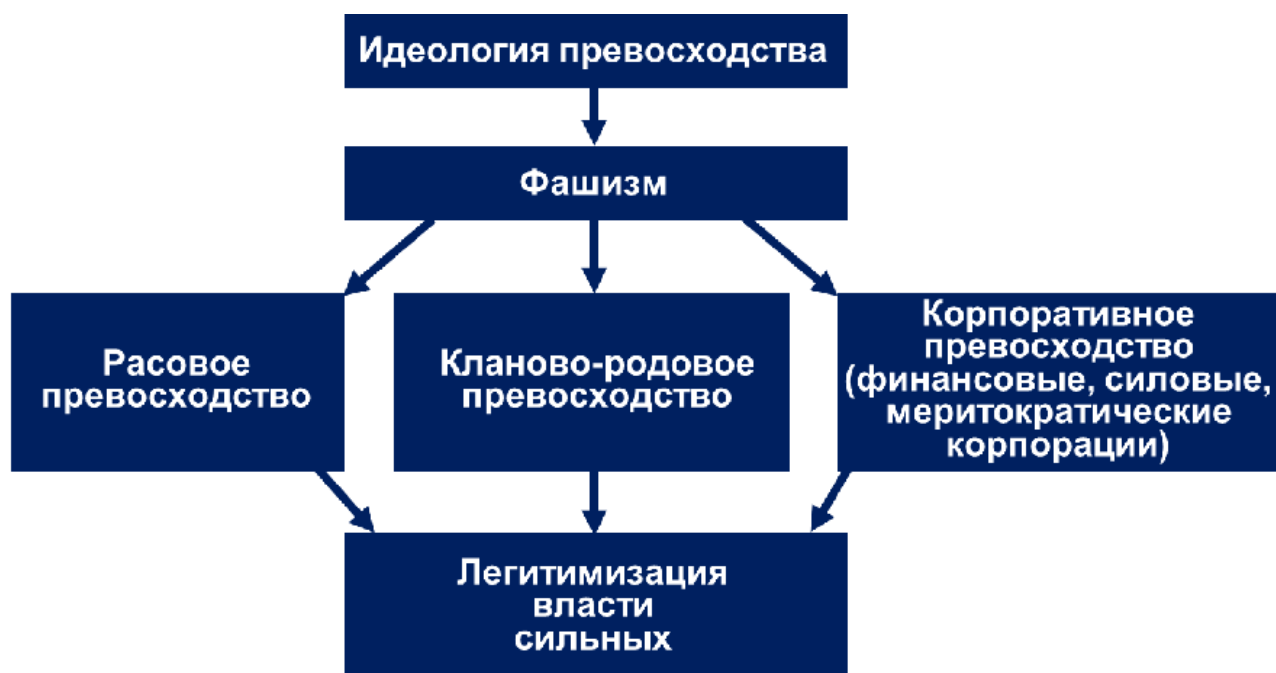 Идеология превосходства
Фашизм
Расовое
превосходство
Кланово-родовое
превосходство
Корпоративное
превосходство
(финансовые, силовые,
меритократические
корпорации)
Легитимизация
власти
сильных